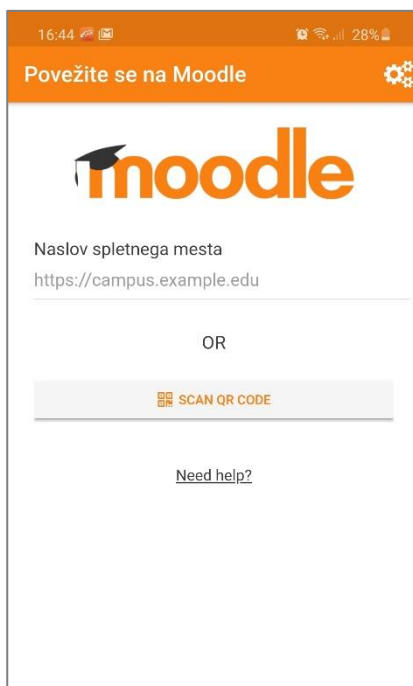 16:44 28%
Povežite se na Moodle
moodle
Naslov spletnega mesta
https://campus.example.edu
OR
SCAN QR CODE
Need help?